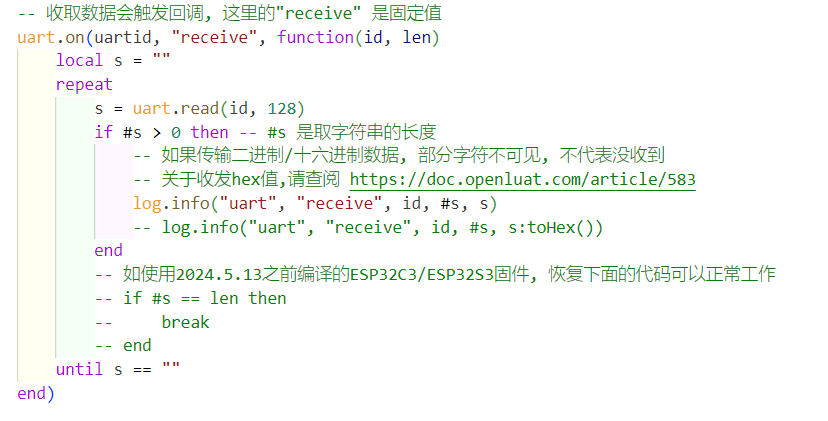 -- 收取数据会触发回调, 这里的"receive" 是固定值
uart.on(uartid, "receive", function(id, len)
    local s = ""
    repeat
        s = uart.read(id, 128)
        if #s > 0 then -- #s 是取字符串的长度
            -- 如果传输二进制/十六进制数据, 部分字符不可见, 不代表没收到
            -- 关于收发hex值,请查阅 https://doc.openluat.com/article/583
            log.info("uart", "receive", id, #s, s)
            -- log.info("uart", "receive", id, #s, s:toHex())
        end
        -- 如使用2024.5.13之前编译的ESP32C3/ESP32S3固件, 恢复下面的代码可以正常工作
        -- if #s == len then
        --     break
        -- end
    until s == ""
end)